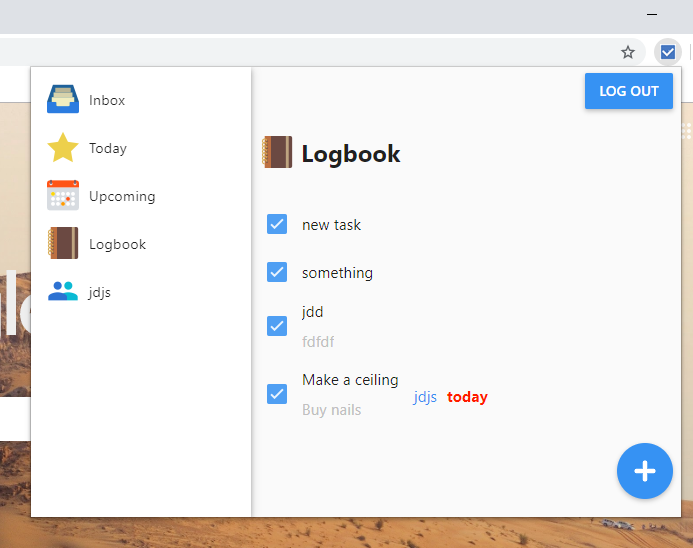 LOG OUT
Inbox
Today
Upcoming
Logbook
jdjs
Logbook
new task
something
jdd
fdfdf
Make a ceiling
Buy nails
jdjs today